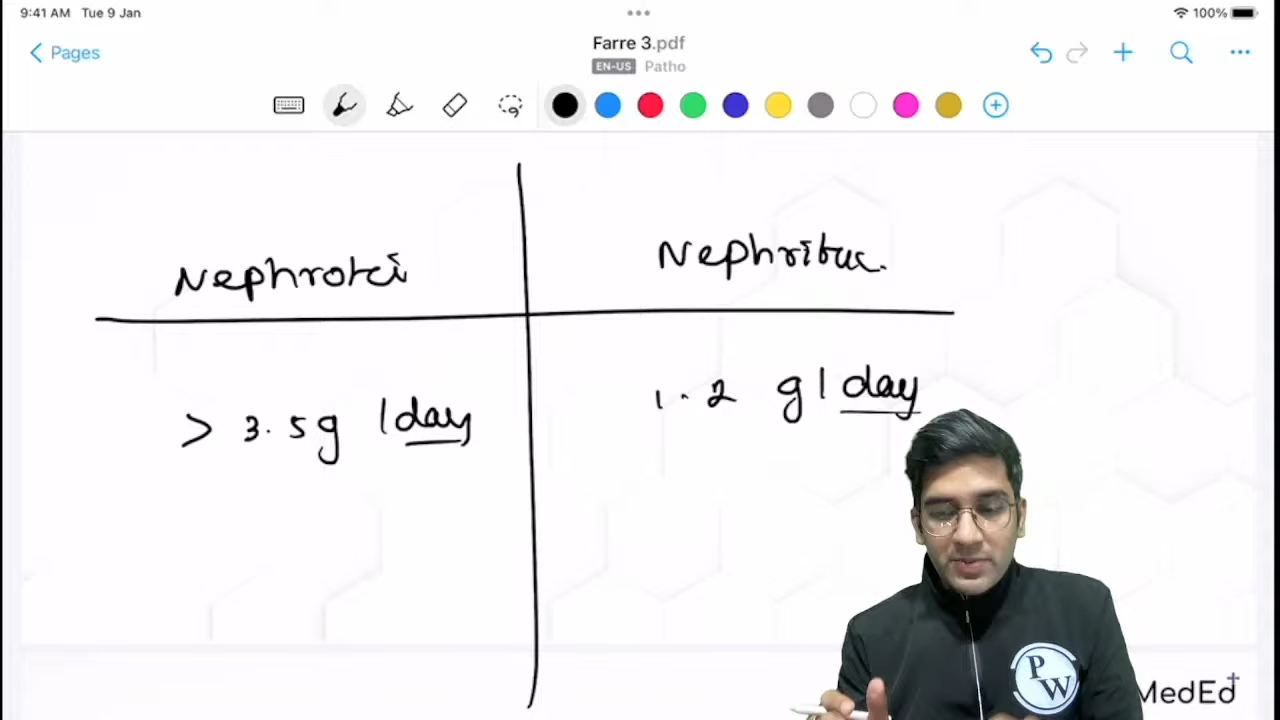 9:41 AM Tue 9 Jan
100%
Pages
Farre 3.pdf
EN-US Patho
Nephrotic
Nephritic
> 3.5g / day
1-2 g / day
PW
MedEd